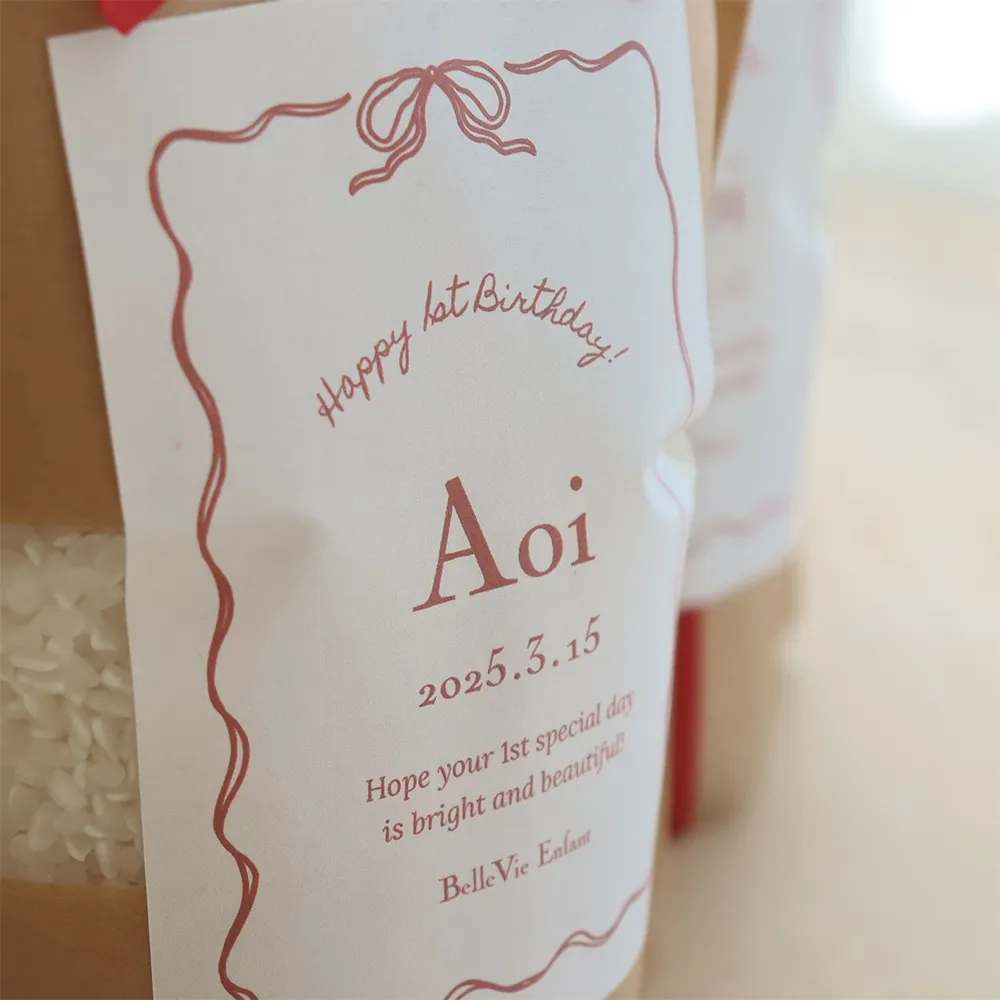 Happy 1st Birthday!
Aoi
2025.3.15
Hope your 1st special day
is bright and beautiful!
BelleVie Enfant